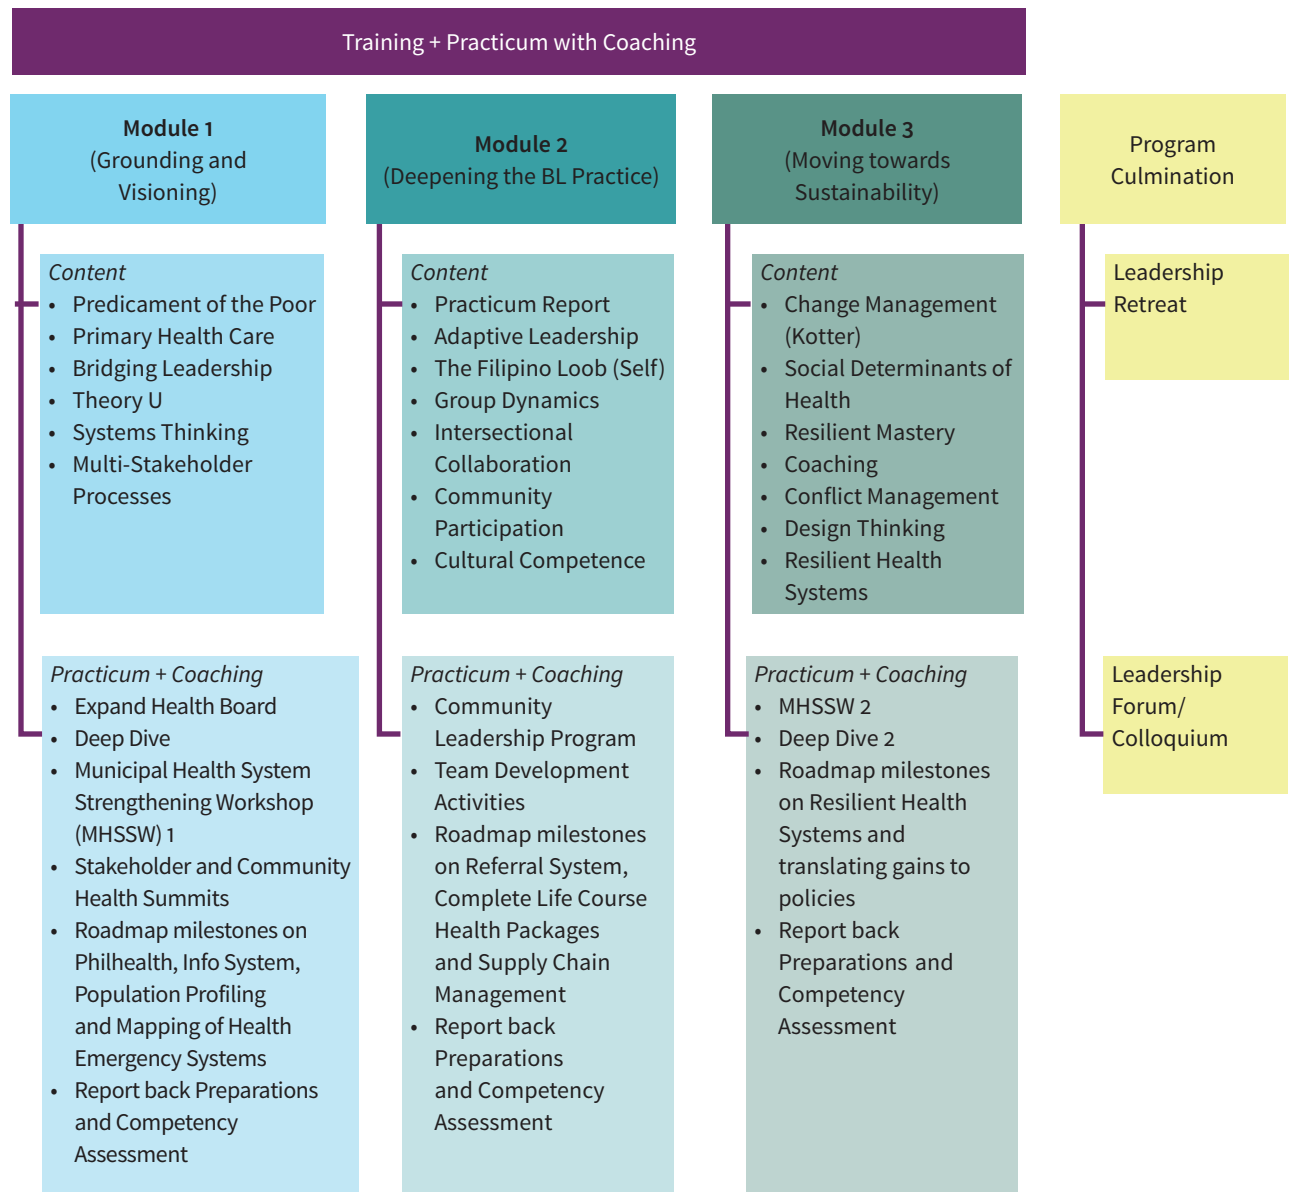 Training + Practicum with Coaching
Module 1
(Grounding and
Visioning)
Content
• Predicament of the Poor
• Primary Health Care
• Bridging Leadership
• Theory U
• Systems Thinking
• Multi-Stakeholder
Processes
Practicum + Coaching
• Expand Health Board
• Deep Dive
• Municipal Health System
Strengthening Workshop
(MHSSW) 1
• Stakeholder and Community
Health Summits
• Roadmap milestones on
Philhealth, Info System,
Population Profiling
and Mapping of Health
Emergency Systems
• Report back Preparations
and Competency
Assessment
Module 2
(Deepening the BL Practice)
Content
• Practicum Report
• Adaptive Leadership
• The Filipino Loob (Self)
• Group Dynamics
• Intersectional
Collaboration
• Community
Participation
• Cultural Competence
Practicum + Coaching
• Community
Leadership Program
• Team Development
Activities
• Roadmap milestones
on Referral System,
Complete Life Course
Health Packages
and Supply Chain
Management
• Report back
Preparations
and Competency
Assessment
Module 3
(Moving towards
Sustainability)
Content
• Change Management
(Kotter)
• Social Determinants of
Health
• Resilient Mastery
• Coaching
• Conflict Management
• Design Thinking
• Resilient Health
Systems
Practicum + Coaching
• MHSSW 2
• Deep Dive 2
• Roadmap milestones
on Resilient Health
Systems and
translating gains to
policies
• Report back
Preparations and
Competency
Assessment
Program
Culmination
Leadership
Retreat
Leadership
Forum/
Colloquium